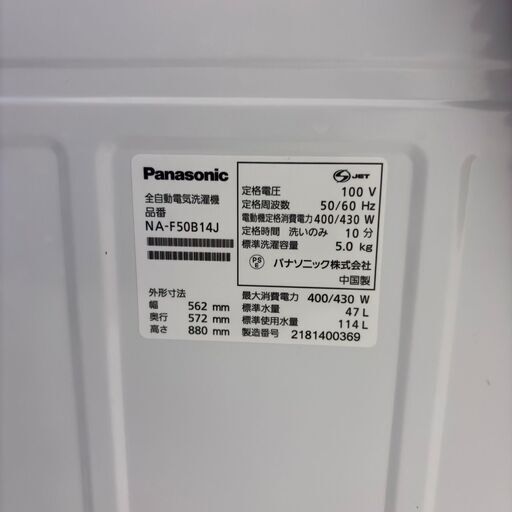 Panasonic
全自動電気洗濯機
品番
NA-F50B14J
外形寸法
幅 562 mm
奥行 572 mm
高さ 880 mm
S JET
定格電圧 100 V
定格周波数 50/60 Hz
電動機定格消費電力 400/430 W
定格時間 洗いのみ 10 分
標準洗濯容量 5.0 kg
PS E パナソニック株式会社
中国製
最大消費電力 400/430 W
標準水量 47 L
標準使用水量 114 L
製造番号 2181400369